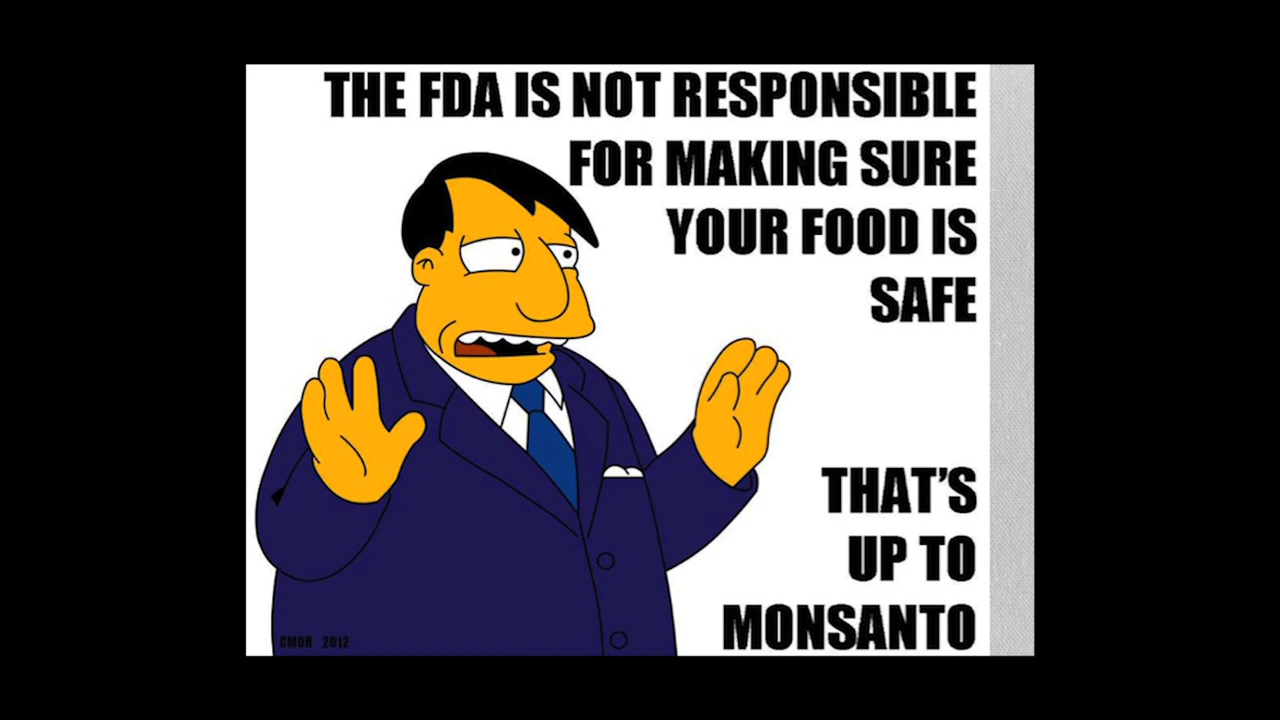 THE FDA IS NOT RESPONSIBLE
FOR MAKING SURE
YOUR FOOD IS
SAFE
THAT'S
UP TO
MONSANTO
CMOR 2012